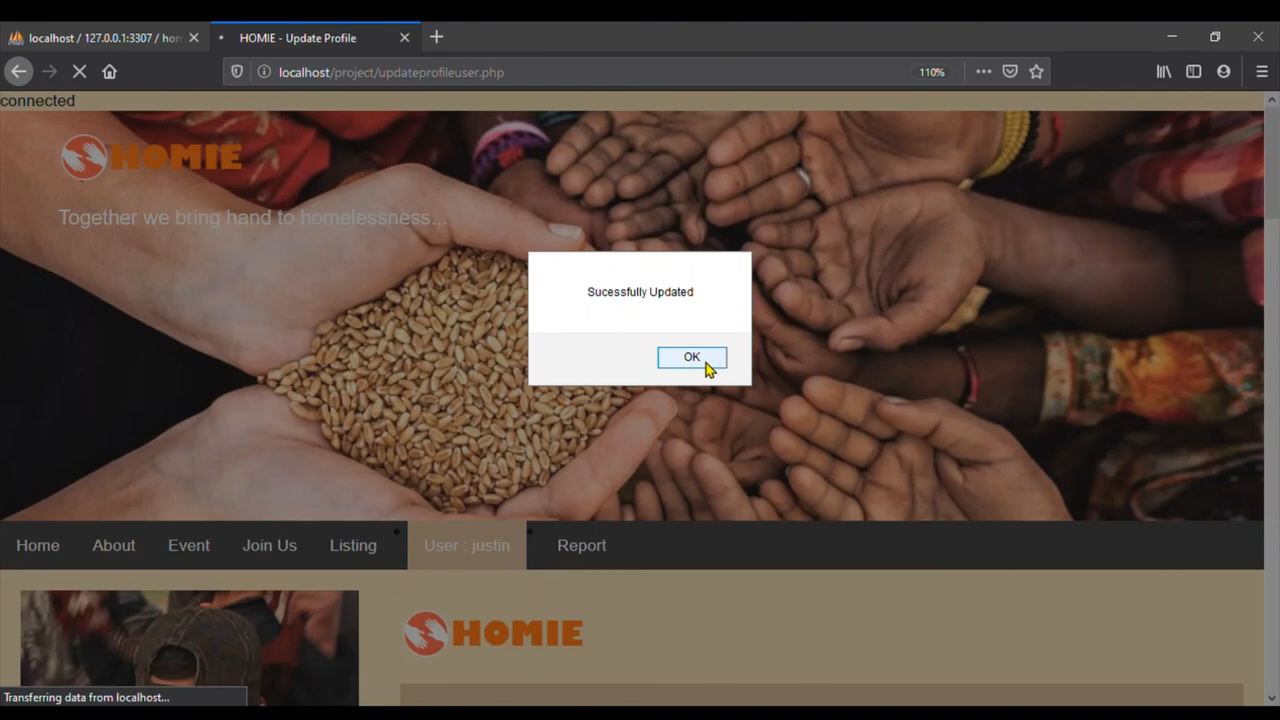 localhost / 127.0.0.1:3307 / hom
HOMIE - Update Profile
localhost/project/updateprofileuser.php
110%
connected
HOMIE
Together we bring hand to homelessness...
Sucessfully Updated
OK
Home About Event Join Us Listing User : justin Report
HOMIE
Transferring data from localhost...